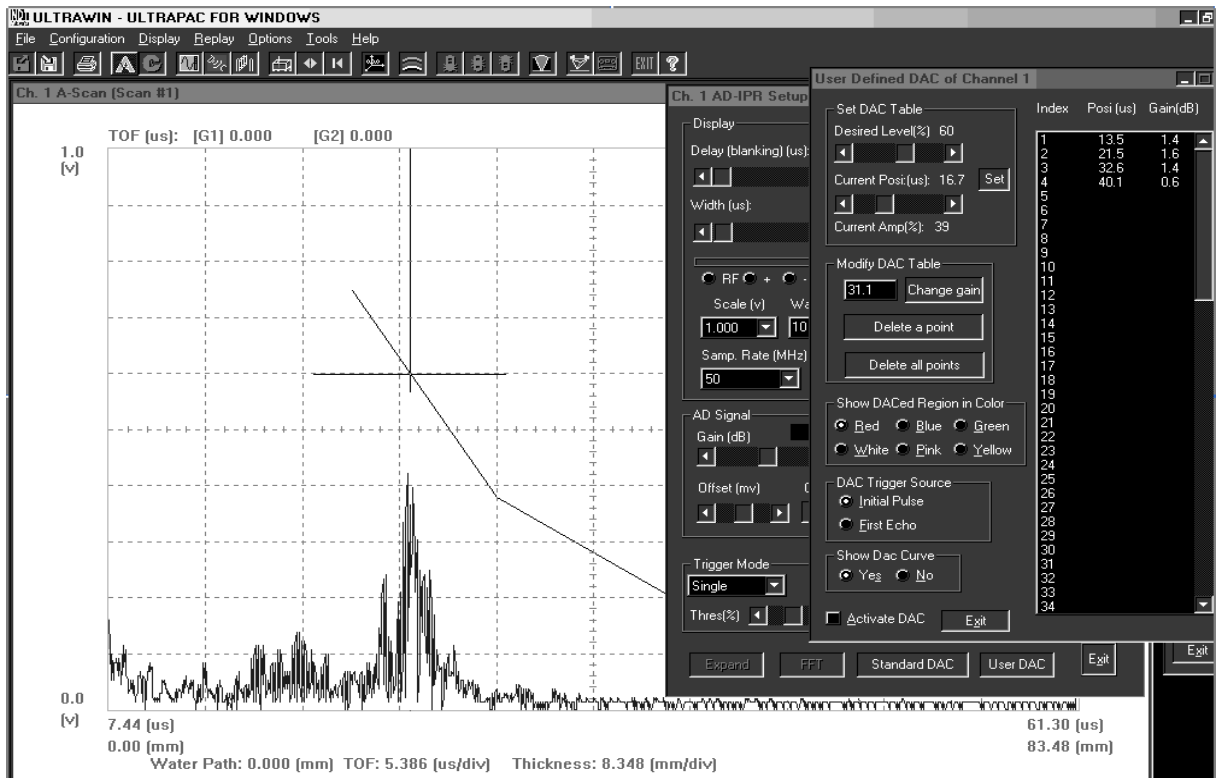 ULTRAWIN - ULTRAPAC FOR WINDOWS
File Configuration Display Replay Options Tools Help
EXIT ?
Ch. 1 A-Scan (Scan #1)
TOF (us): [G1] 0.000 [G2] 0.000
1.0
(v)
0.0
(v)
7.44 (us)
61.30 (us)
0.00 (mm)
83.48 (mm)
Water Path: 0.000 (mm) TOF: 5.386 (us/div) Thickness: 8.348 (mm/div)
Ch. 1 AD-IPR Setup
Display
Delay (blanking) (us):
Width (us):
RF + -
Scale (v) Wa
1.000 10
Samp. Rate (MHz)
50
AD Signal
Gain (dB)
Offset (mv)
Trigger Mode
Single
Thres(%)
Expand FFT Standard DAC User DAC Exit
Exit
User Defined DAC of Channel 1
Set DAC Table
Desired Level(%) 60
Current Posi:(us): 16.7 Set
Current Amp(%): 39
Modify DAC Table
31.1 Change gain
Delete a point
Delete all points
Show DACed Region in Color
Red Blue Green
White Pink Yellow
DAC Trigger Source
Initial Pulse
First Echo
Show Dac Curve
Yes No
Activate DAC Exit
Index Posi (us) Gain(dB)
1 13.5 1.4
2 21.5 1.6
3 32.6 1.4
4 40.1 0.6
5
6
7
8
9
10
11
12
13
14
15
16
17
18
19
20
21
22
23
24
25
26
27
28
29
30
31
32
33
34